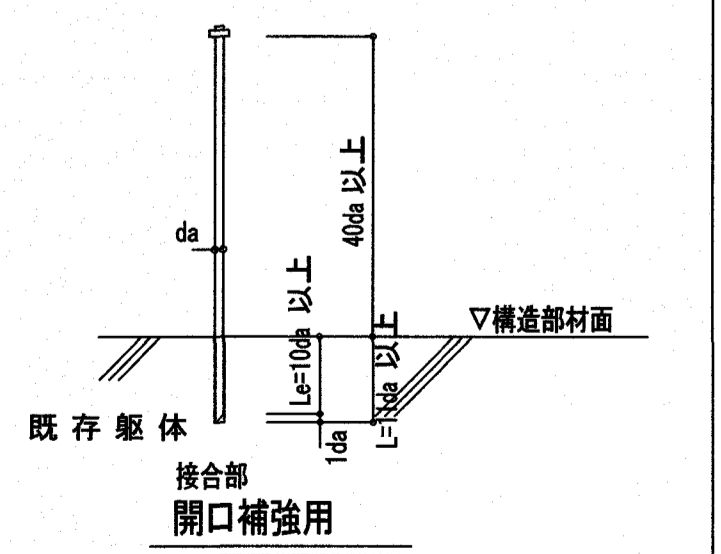 da
40da 以上
Le=10da 以上
▽構造部材面
L=11da 以上
1da
既存躯体
接合部
開口補強用